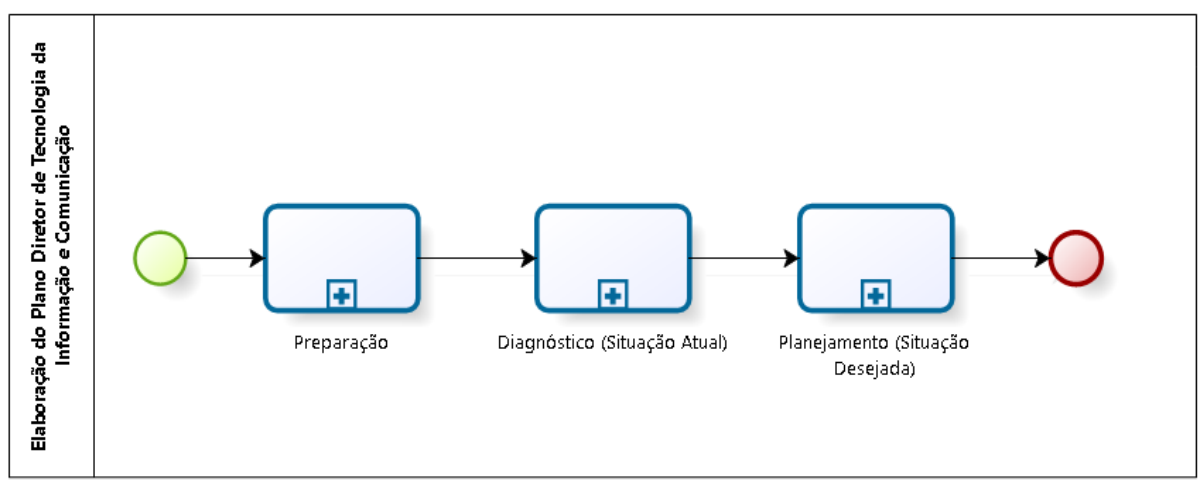 Elaboração do Plano Diretor de Tecnologia da
Informação e Comunicação
Preparação
Diagnóstico (Situação Atual)
Planejamento (Situação
Desejada)